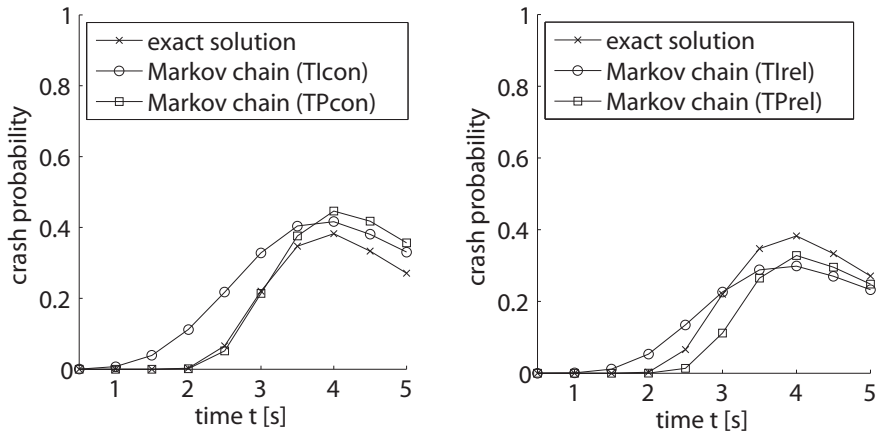 1
0.8
0.6
0.4
0.2
0
crash probability
exact solution
Markov chain (TIcon)
Markov chain (TPcon)
1
2
3
4
5
time t [s]
1
0.8
0.6
0.4
0.2
0
crash probability
exact solution
Markov chain (TIrel)
Markov chain (TPrel)
1
2
3
4
5
time t [s]